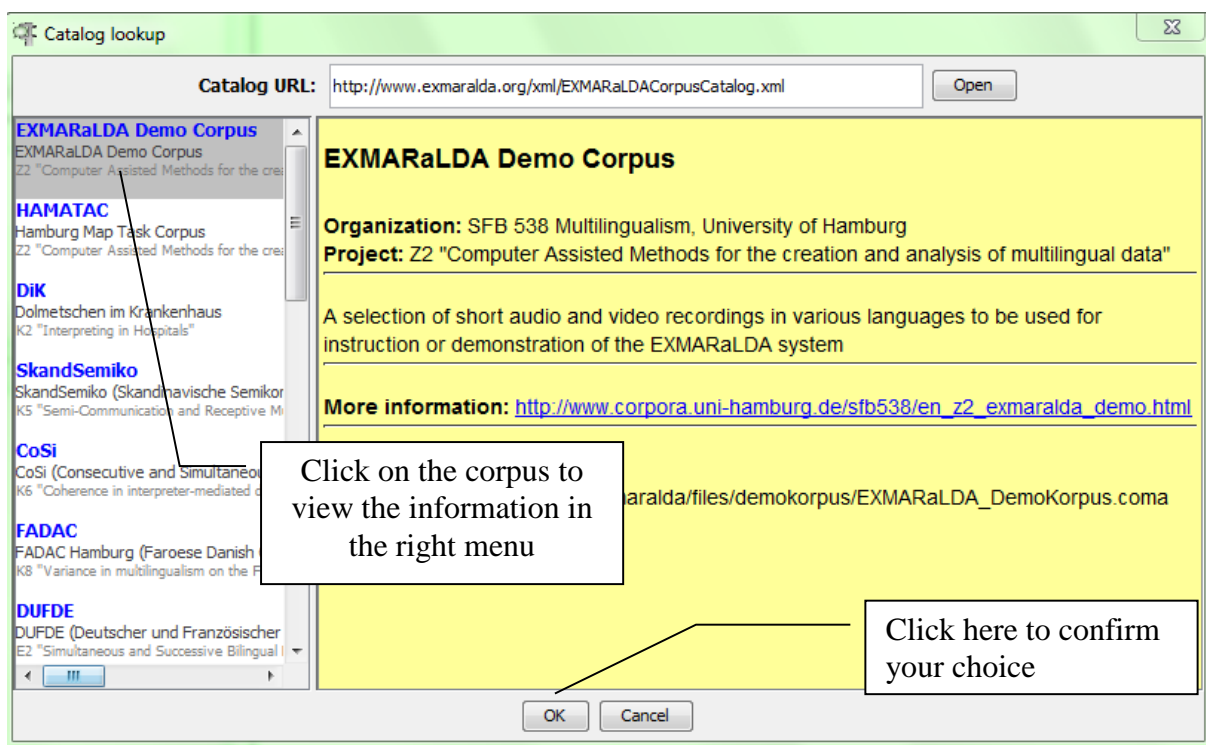 Catalog lookup
Catalog URL: http://www.exmaralda.org/xml/EXMARaLDACorpusCatalog.xml Open
EXMARaLDA Demo Corpus
EXMARaLDA Demo Corpus
Z2 "Computer Assisted Methods for the crea
HAMATAC
Hamburg Map Task Corpus
Z2 "Computer Assisted Methods for the crea
DiK
Dolmetschen im Krankenhaus
K2 "Interpreting in Hospitals"
SkandSemiko
SkandSemiko (Skandinavische Semikor
K5 "Semi-Communication and Receptive Mu
CoSi
CoSi (Consecutive and Simultaneou
K6 "Coherence in interpreter-mediated
FADAC
FADAC Hamburg (Faroese Danish
K8 "Variance in multilingualism on the F
DUFDE
DUFDE (Deutscher und Französischer
E2 "Simultaneous and Successive Bilingual
EXMARaLDA Demo Corpus
Organization: SFB 538 Multilingualism, University of Hamburg
Project: Z2 "Computer Assisted Methods for the creation and analysis of multilingual data"
A selection of short audio and video recordings in various languages to be used for
instruction or demonstration of the EXMARaLDA system
More information: http://www.corpora.uni-hamburg.de/sfb538/en_z2_exmaralda_demo.html
aralda/files/demokorpus/EXMARaLDA_DemoKorpus.coma
Click on the corpus to
view the information in
the right menu
Click here to confirm
your choice
OK Cancel